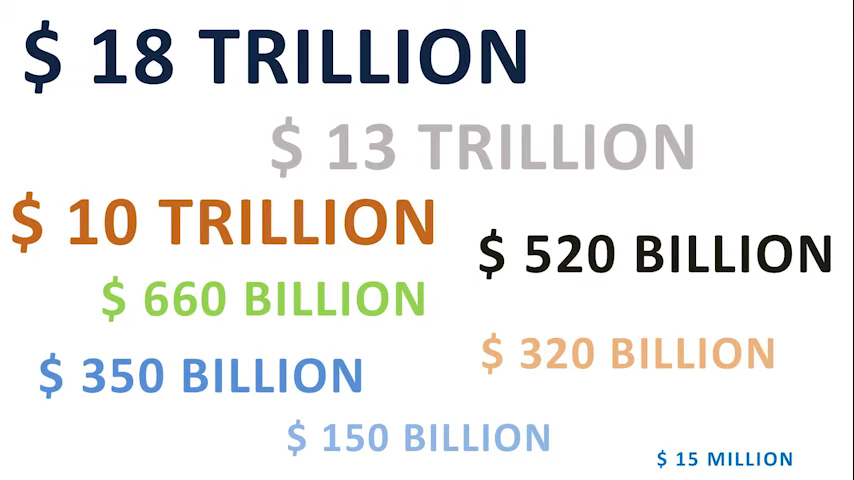 $ 18 TRILLION
$ 13 TRILLION
$ 10 TRILLION
$ 520 BILLION
$ 660 BILLION
$ 320 BILLION
$ 350 BILLION
$ 150 BILLION
$ 15 MILLION